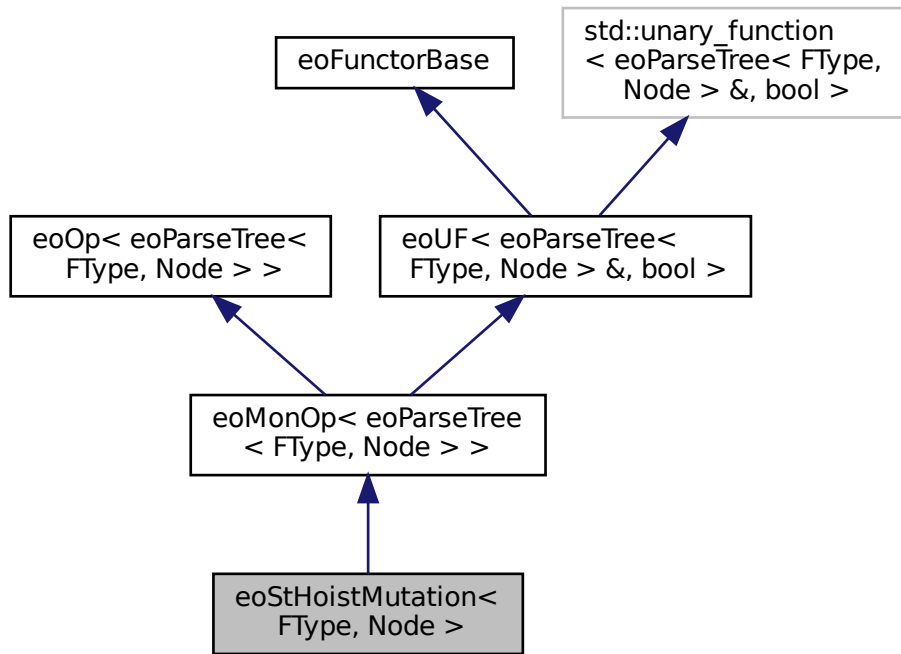 eoFunctorBase
std::unary_function
< eoParseTree< FType,
Node > &, bool >
eoOp< eoParseTree<
FType, Node > >
eoUF< eoParseTree<
FType, Node > &, bool >
eoMonOp< eoParseTree
< FType, Node > >
eoStHoistMutation<
FType, Node >